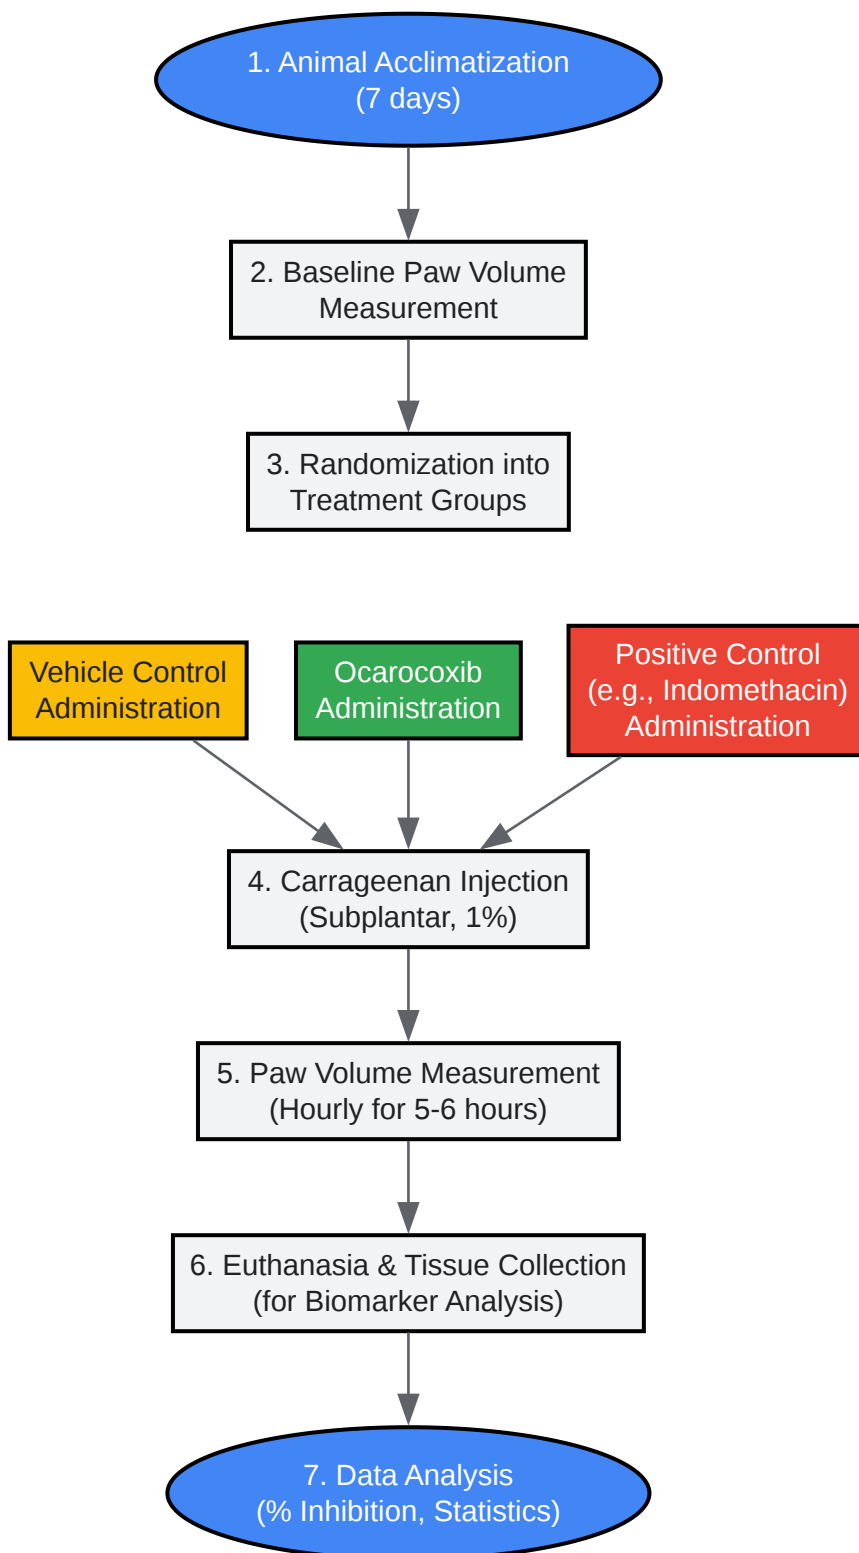 1. Animal Acclimatization
(7 days)
2. Baseline Paw Volume
Measurement
3. Randomization into
Treatment Groups
Vehicle Control
Administration
Ocarocoxib
Administration
Positive Control
(e.g., Indomethacin)
Administration
4. Carrageenan Injection
(Subplantar, 1%)
5. Paw Volume Measurement
(Hourly for 5-6 hours)
6. Euthanasia & Tissue Collection
(for Biomarker Analysis)
7. Data Analysis
(% Inhibition, Statistics)